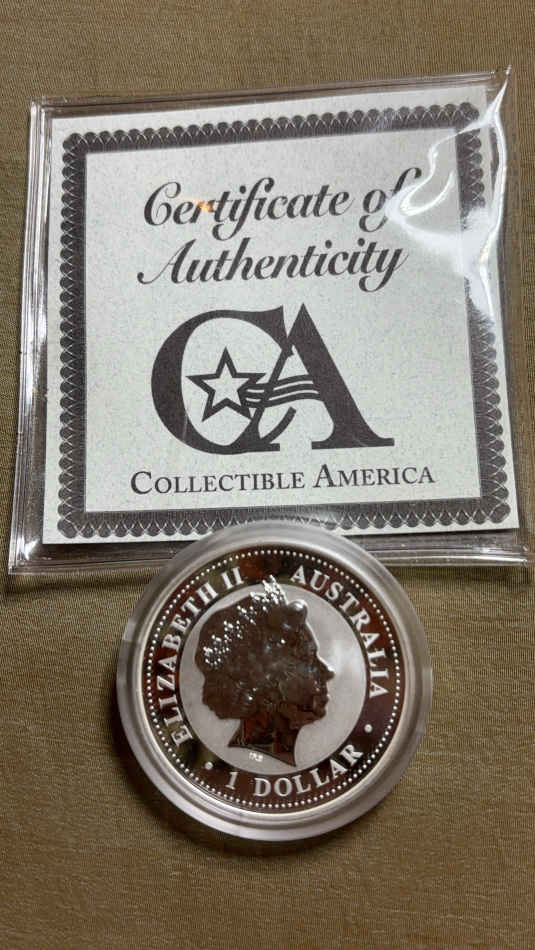 Certificate of
Authenticity
CA
COLLECTIBLE AMERICA
ELIZABETH II AUSTRALIA
• 1 DOLLAR •